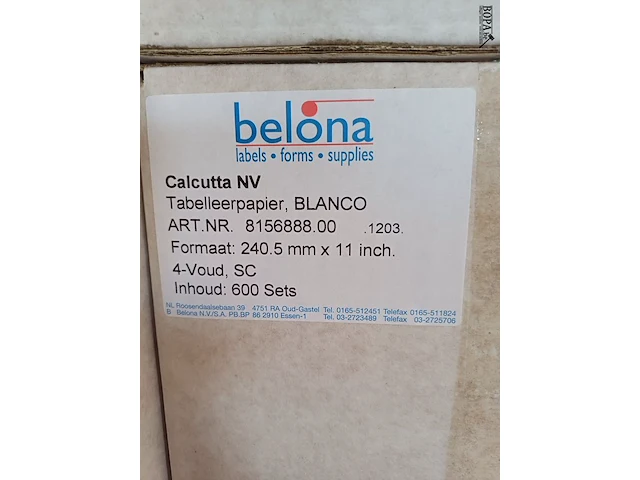 BOPA
belona
labels • forms • supplies
Calcutta NV
Tabelleerpapier, BLANCO
ART.NR. 8156888.00 .1203.
Formaat: 240.5 mm x 11 inch.
4-Voud, SC
Inhoud: 600 Sets
NL Roosendaalsebaan 39 4751 RA Oud-Gastel Tel. 0165-512451 Telefax 0165-511824
B Belona N.V./S.A. PB.BP 86 2910 Essen-1 Tel. 03-2723489 Telefax 03-2725706